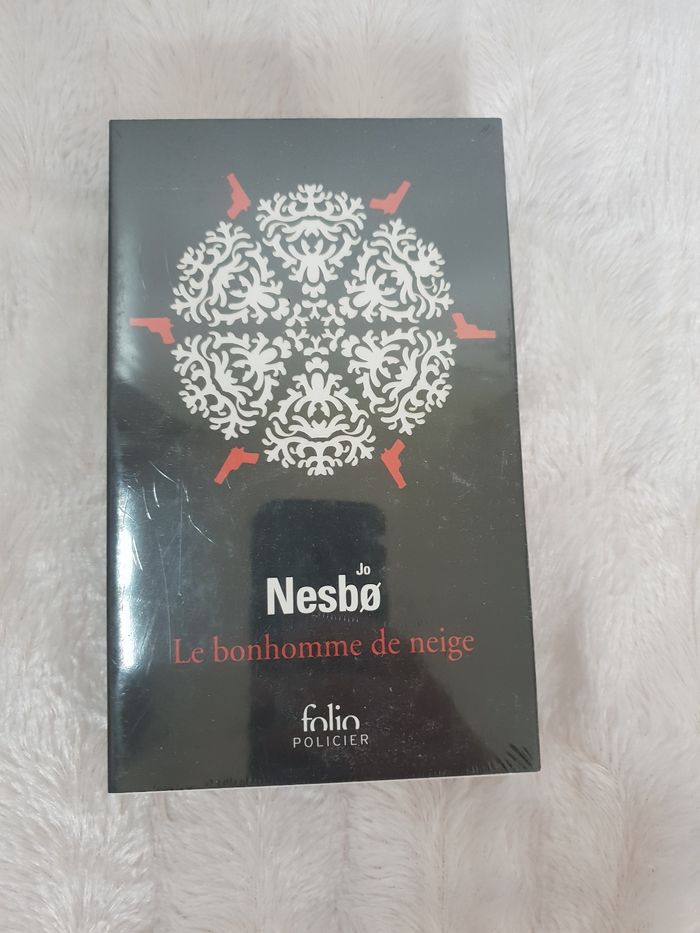 Jo
Nesbø
Le bonhomme de neige
folio
POLICIER